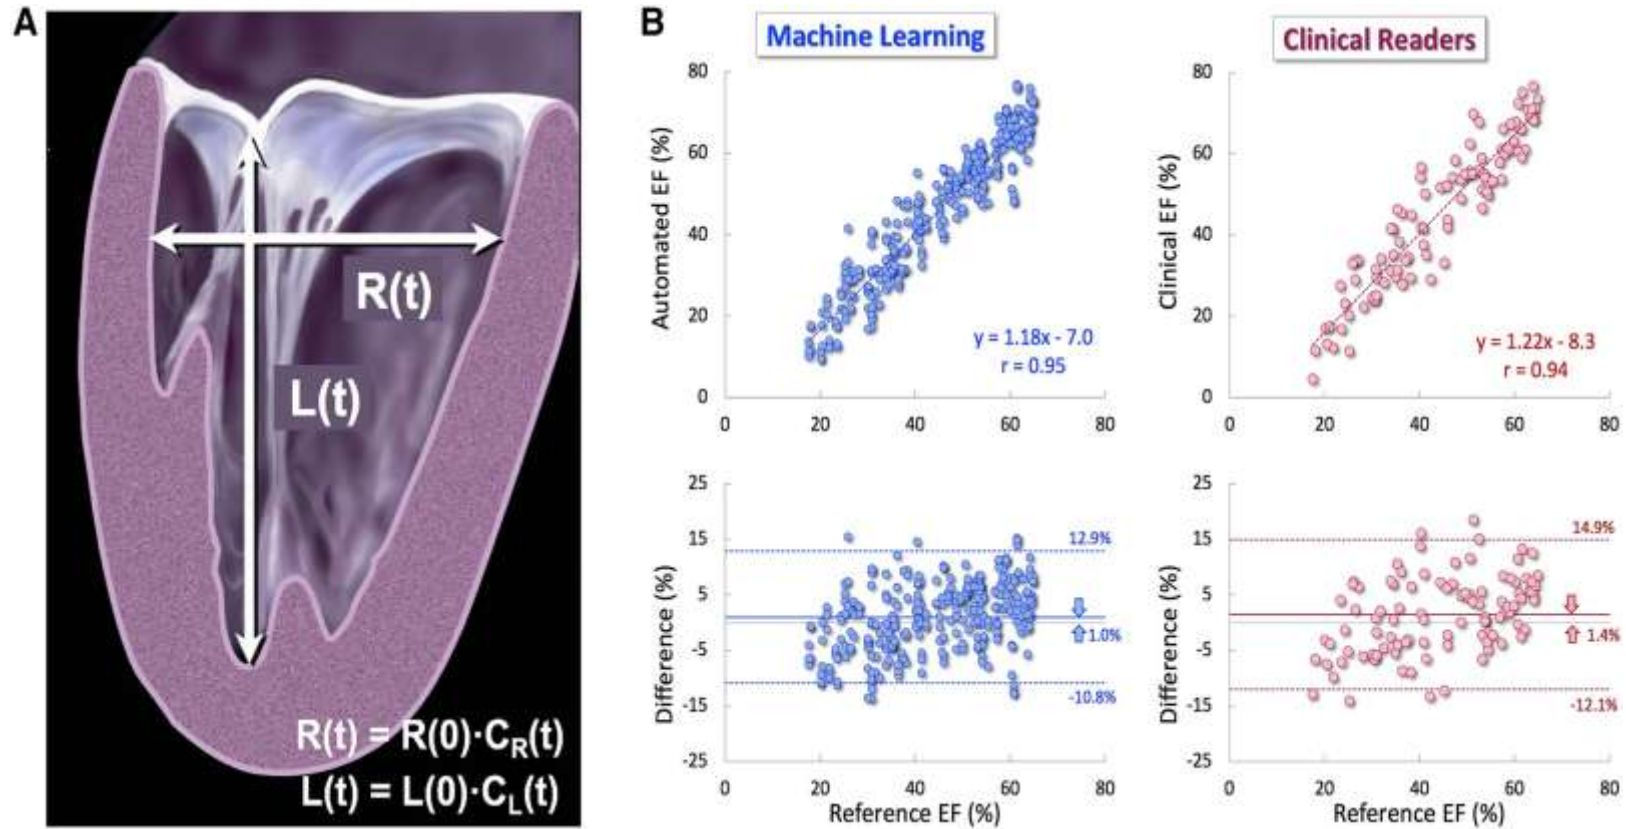 A
R(t)
L(t)
R(t) = R(0)·C_R(t)
L(t) = L(0)·C_L(t)
B
Machine Learning
Automated EF (%)
80
60
40
20
0
0 20 40 60 80
y = 1.18x - 7.0
r = 0.95
Clinical Readers
Clinical EF (%)
80
60
40
20
0
0 20 40 60 80
y = 1.22x - 8.3
r = 0.94
Difference (%)
25
15
5
-5
-15
-25
12.9%
1.0%
-10.8%
0 20 40 60 80
Reference EF (%)
Difference (%)
25
15
5
-5
-15
-25
14.9%
1.4%
-12.1%
0 20 40 60 80
Reference EF (%)